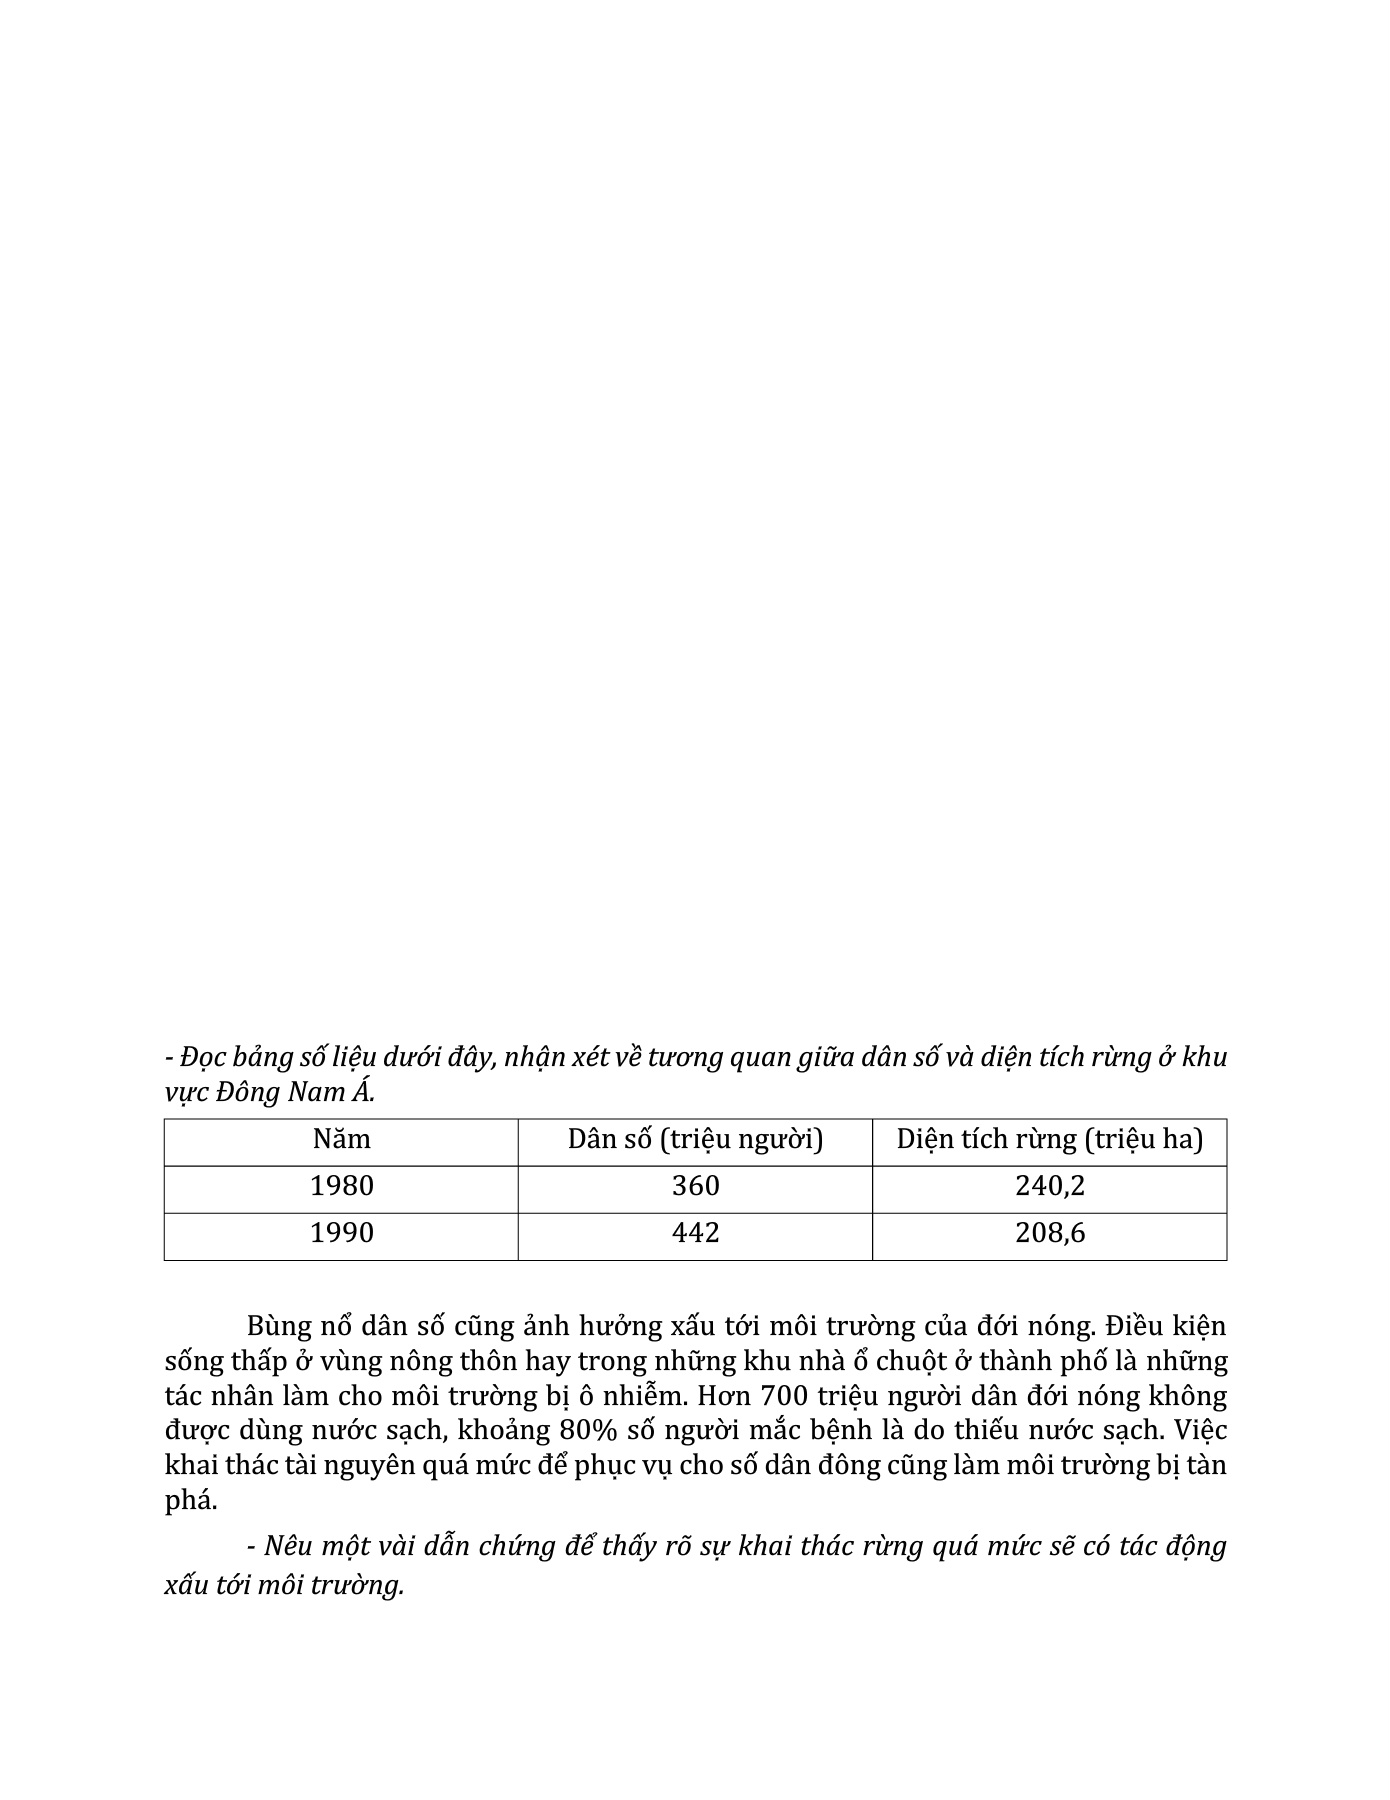 - Đọc bảng số liệu dưới đây, nhận xét về tương quan giữa dân số và diện tích rừng ở khu
vực Đông Nam Á.
Năm Dân số (triệu người) Diện tích rừng (triệu ha)
1980 360 240,2
1990 442 208,6
Bùng nổ dân số cũng ảnh hưởng xấu tới môi trường của đới nóng. Điều kiện
sống thấp ở vùng nông thôn hay trong những khu nhà ổ chuột ở thành phố là những
tác nhân làm cho môi trường bị ô nhiễm. Hơn 700 triệu người dân đới nóng không
được dùng nước sạch, khoảng 80% số người mắc bệnh là do thiếu nước sạch. Việc
khai thác tài nguyên quá mức để phục vụ cho số dân đông cũng làm môi trường bị tàn
phá.
- Nêu một vài dẫn chứng để thấy rõ sự khai thác rừng quá mức sẽ có tác động
xấu tới môi trường.